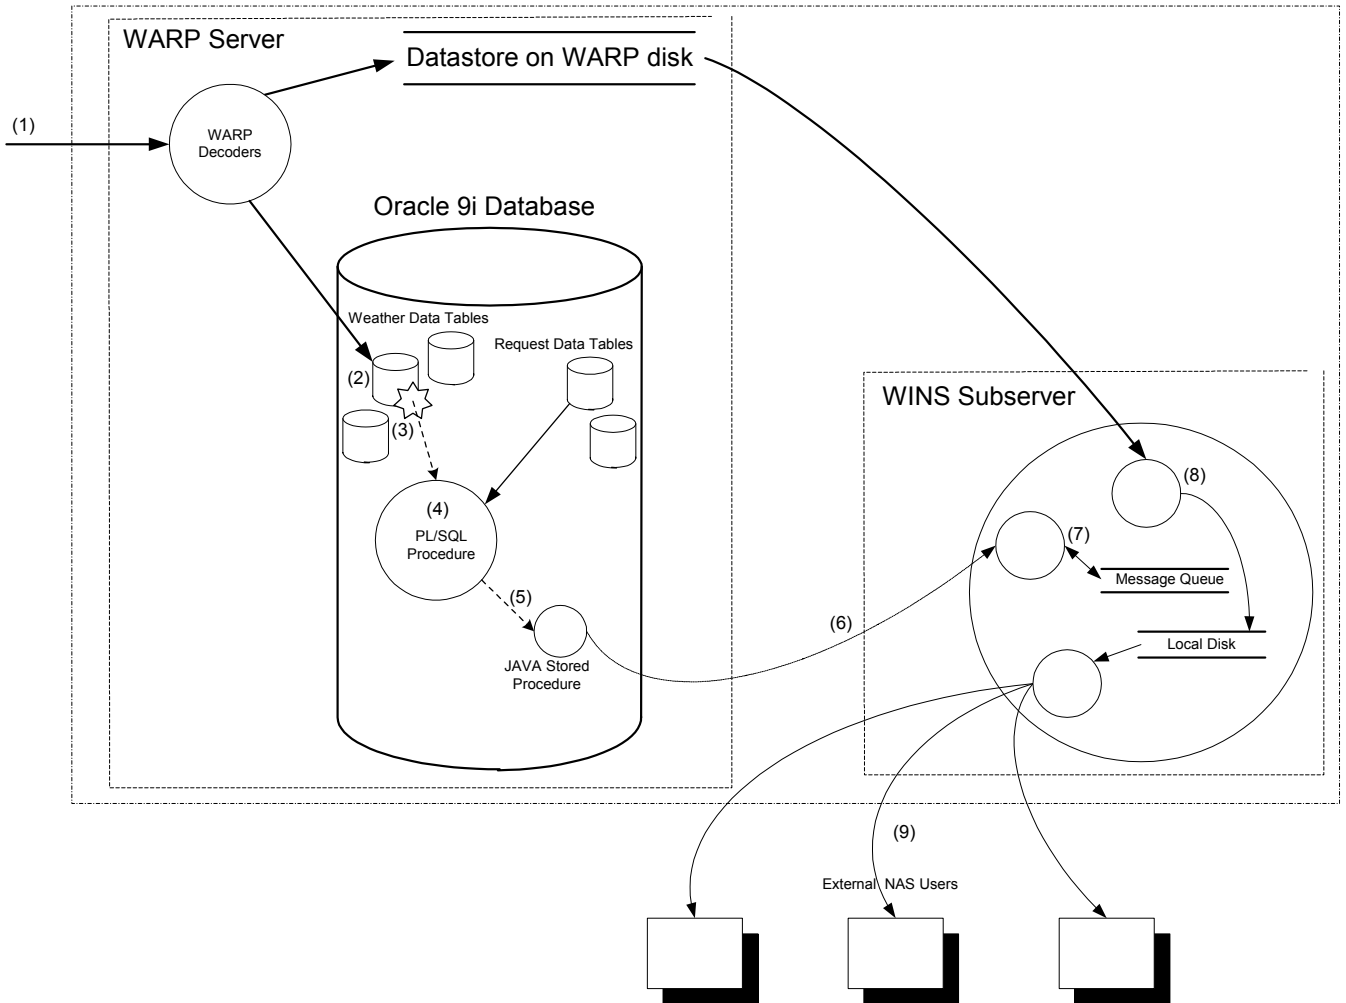 WARP Server
Datastore on WARP disk
(1)
WARP
Decoders
Oracle 9i Database
Weather Data Tables
Request Data Tables
(2)
(3)
WINS Subserver
(8)
(4)
PL/SQL
Procedure
(7)
Message Queue
(5)
(6)
Local Disk
JAVA Stored
Procedure
(9)
External NAS Users